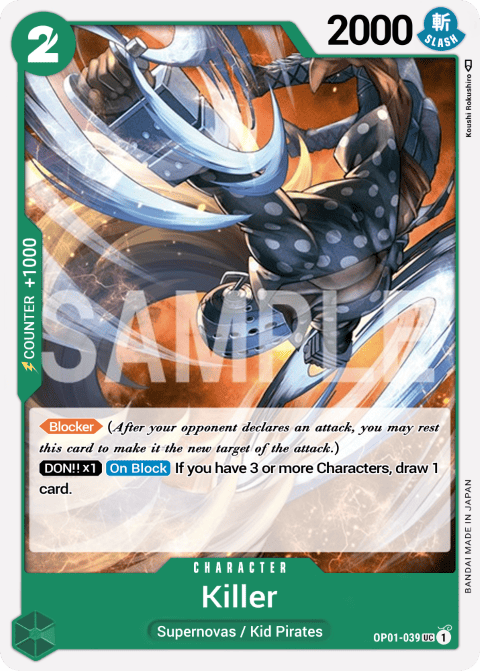 2
2000
斬
SLASH
Koushi Rokushiro
COUNTER +1000
SAMPLE
Blocker (After your opponent declares an attack, you may rest
this card to make it the new target of the attack.)
DON!! x1 On Block If you have 3 or more Characters, draw 1
card.
BANDAI MADE IN JAPAN
CHARACTER
Killer
Supernovas / Kid Pirates
OP01-039 UC 1